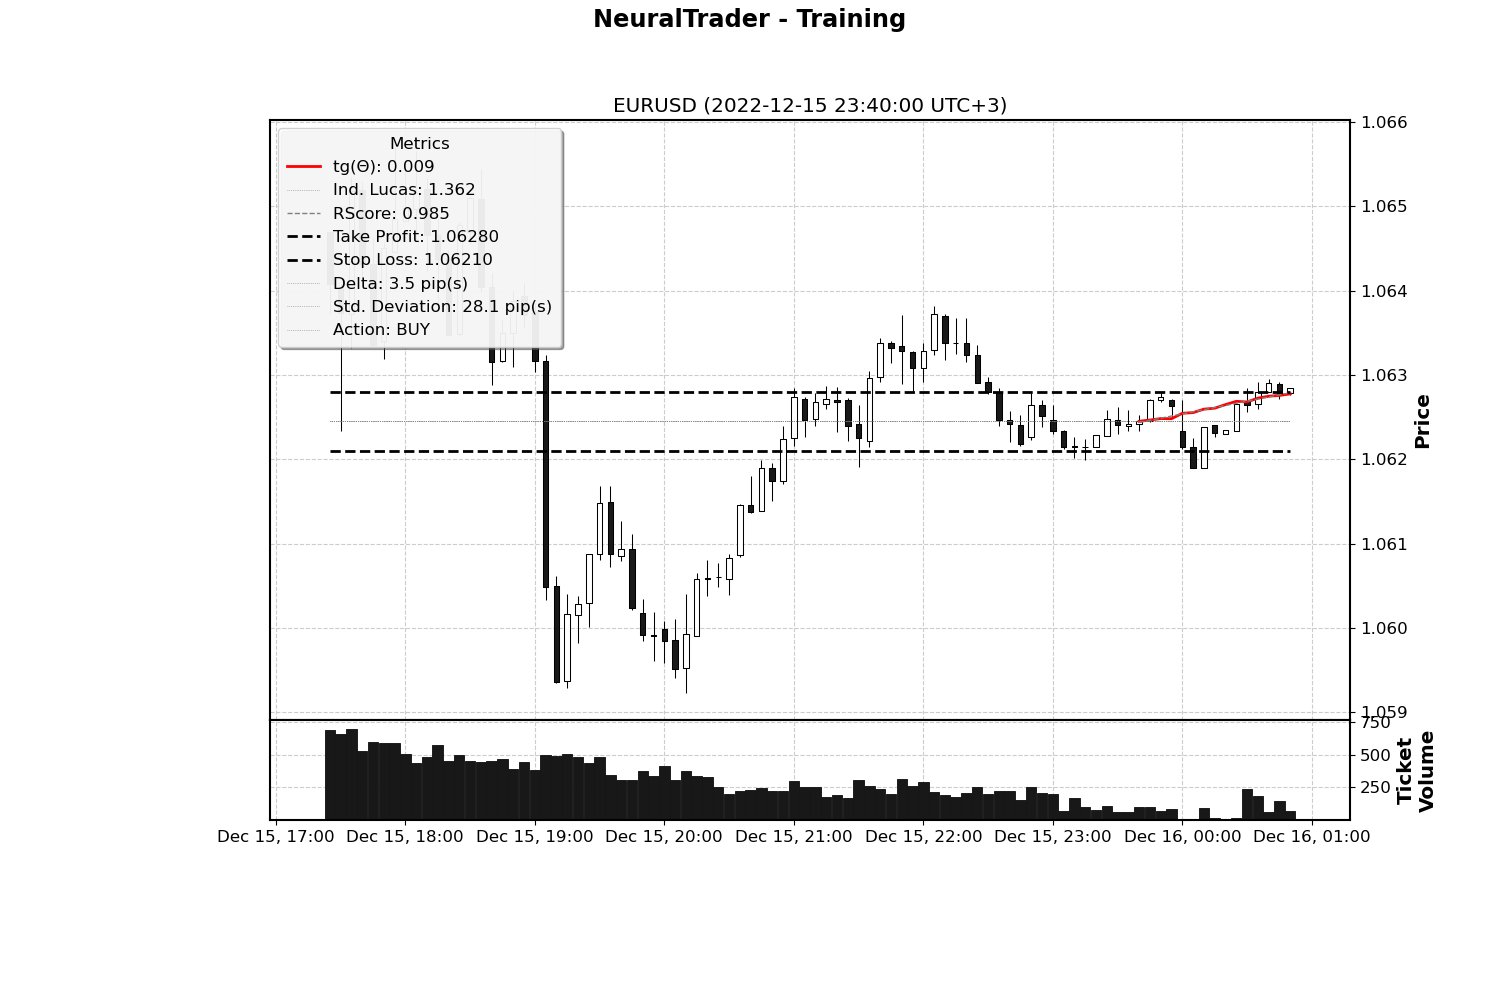 NeuralTrader - Training
EURUSD (2022-12-15 23:40:00 UTC+3)
Metrics
tg(Θ): 0.009
Ind. Lucas: 1.362
RScore: 0.985
Take Profit: 1.06280
Stop Loss: 1.06210
Delta: 3.5 pip(s)
Std. Deviation: 28.1 pip(s)
Action: BUY
1.066
1.065
1.064
1.063
1.062
1.061
1.060
1.059
Price
750
500
250
Ticket
Volume
Dec 15, 17:00 Dec 15, 18:00 Dec 15, 19:00 Dec 15, 20:00 Dec 15, 21:00 Dec 15, 22:00 Dec 15, 23:00 Dec 16, 00:00 Dec 16, 01:00